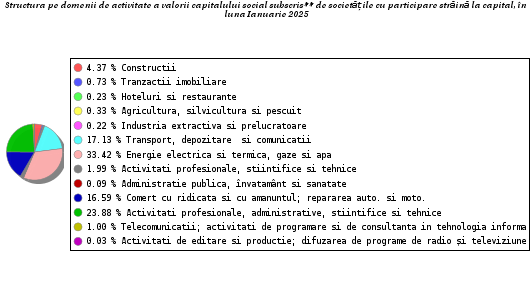 Structura pe domenii de activitate a valorii capitalului social subscris** de societăţile cu participare străină la capital, în
luna Ianuarie 2025
4.37 % Constructii
0.73 % Tranzactii imobiliare
0.23 % Hoteluri si restaurante
0.33 % Agricultura, silvicultura si pescuit
0.22 % Industria extractiva si prelucratoare
17.13 % Transport, depozitare  si comunicatii
33.42 % Energie electrica si termica, gaze si apa
1.99 % Activitati profesionale, stiintifice si tehnice
0.09 % Administratie publica, învatamânt si sanatate
16.59 % Comert cu ridicata si cu amanuntul; repararea auto. si moto.
23.88 % Activitati profesionale, administrative, stiintifice si tehnice
1.00 % Telecomunicatii; activitati de programare si de consultanta in tehnologia informa
0.03 % Activitati de editare si productie; difuzarea de programe de radio și televiziune